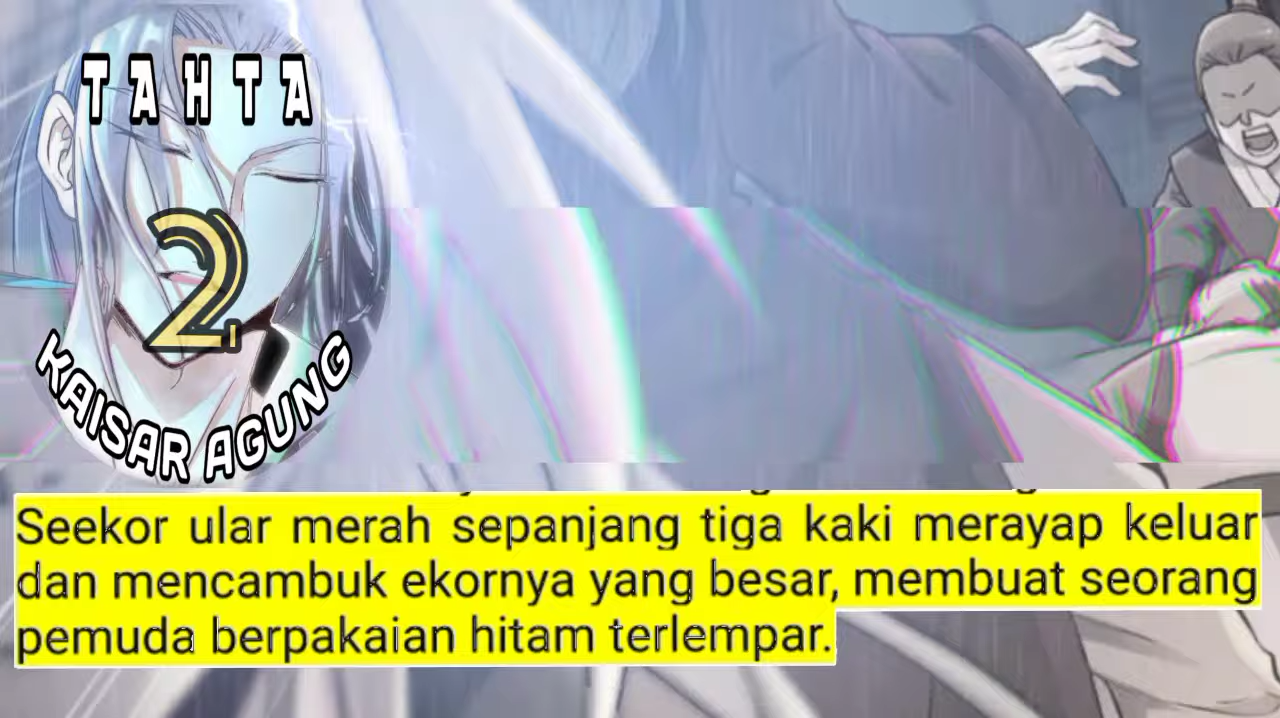 TAHTA
2
KAISAR AGUNG
Seekor ular merah sepanjang tiga kaki merayap keluar
dan mencambuk ekornya yang besar, membuat seorang
pemuda berpakaian hitam terlempar.